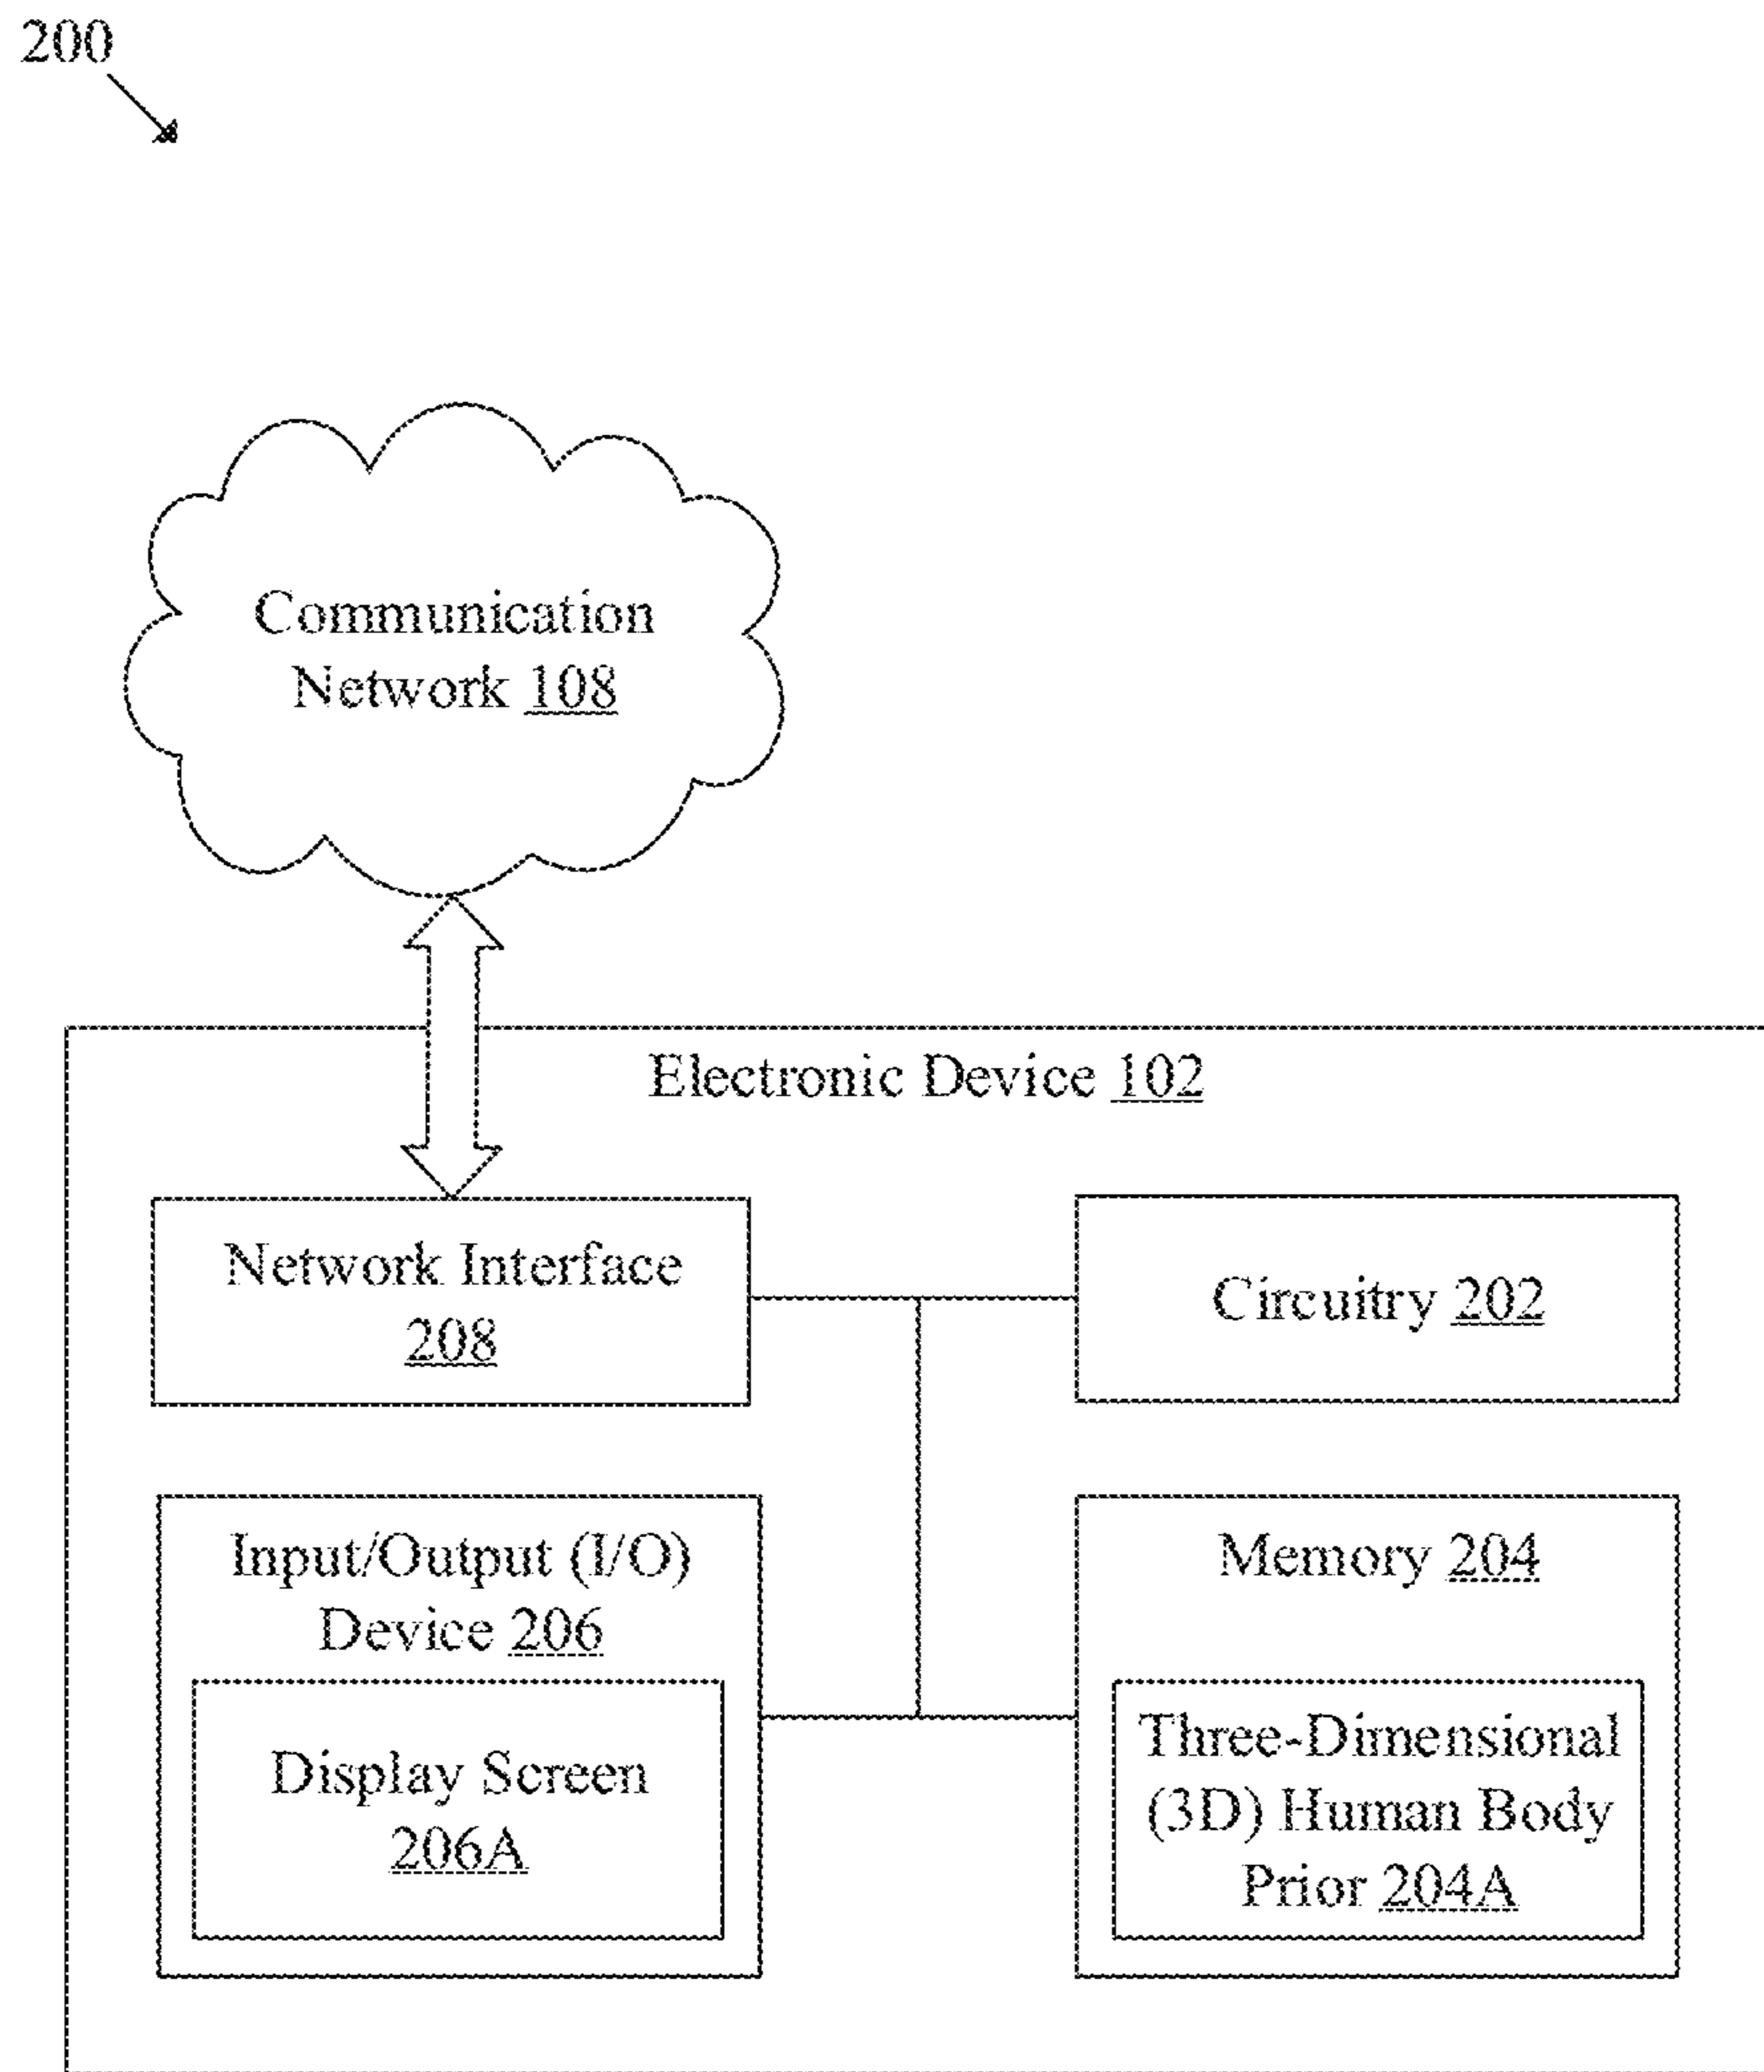 200
Communication
Network 108
Electronic Device 102
Network Interface
208
Circuitry 202
Input/Output (I/O)
Device 206
Display Screen
206A
Memory 204
Three-Dimensional
(3D) Human Body
Prior 204A